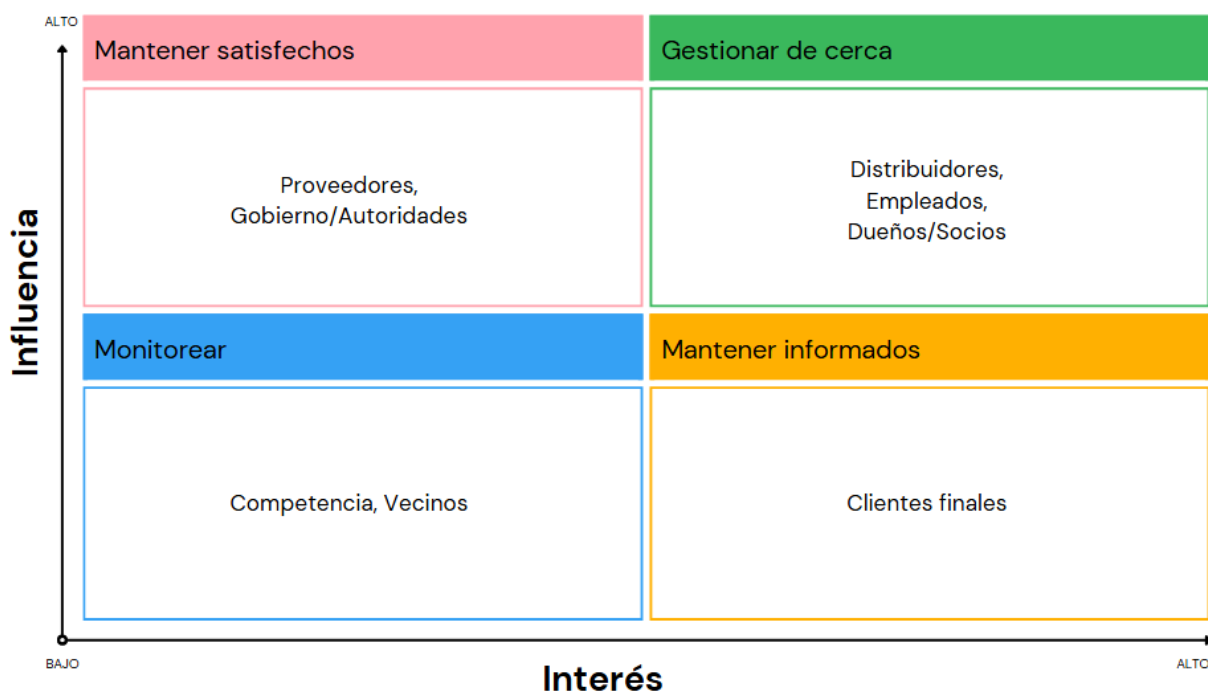 ALTO
Mantener satisfechos
Gestionar de cerca
Proveedores,
Gobierno/Autoridades
Distribuidores,
Empleados,
Dueños/Socios
Influencia
Monitorear
Mantener informados
Competencia, Vecinos
Clientes finales
BAJO
Interés
ALTO